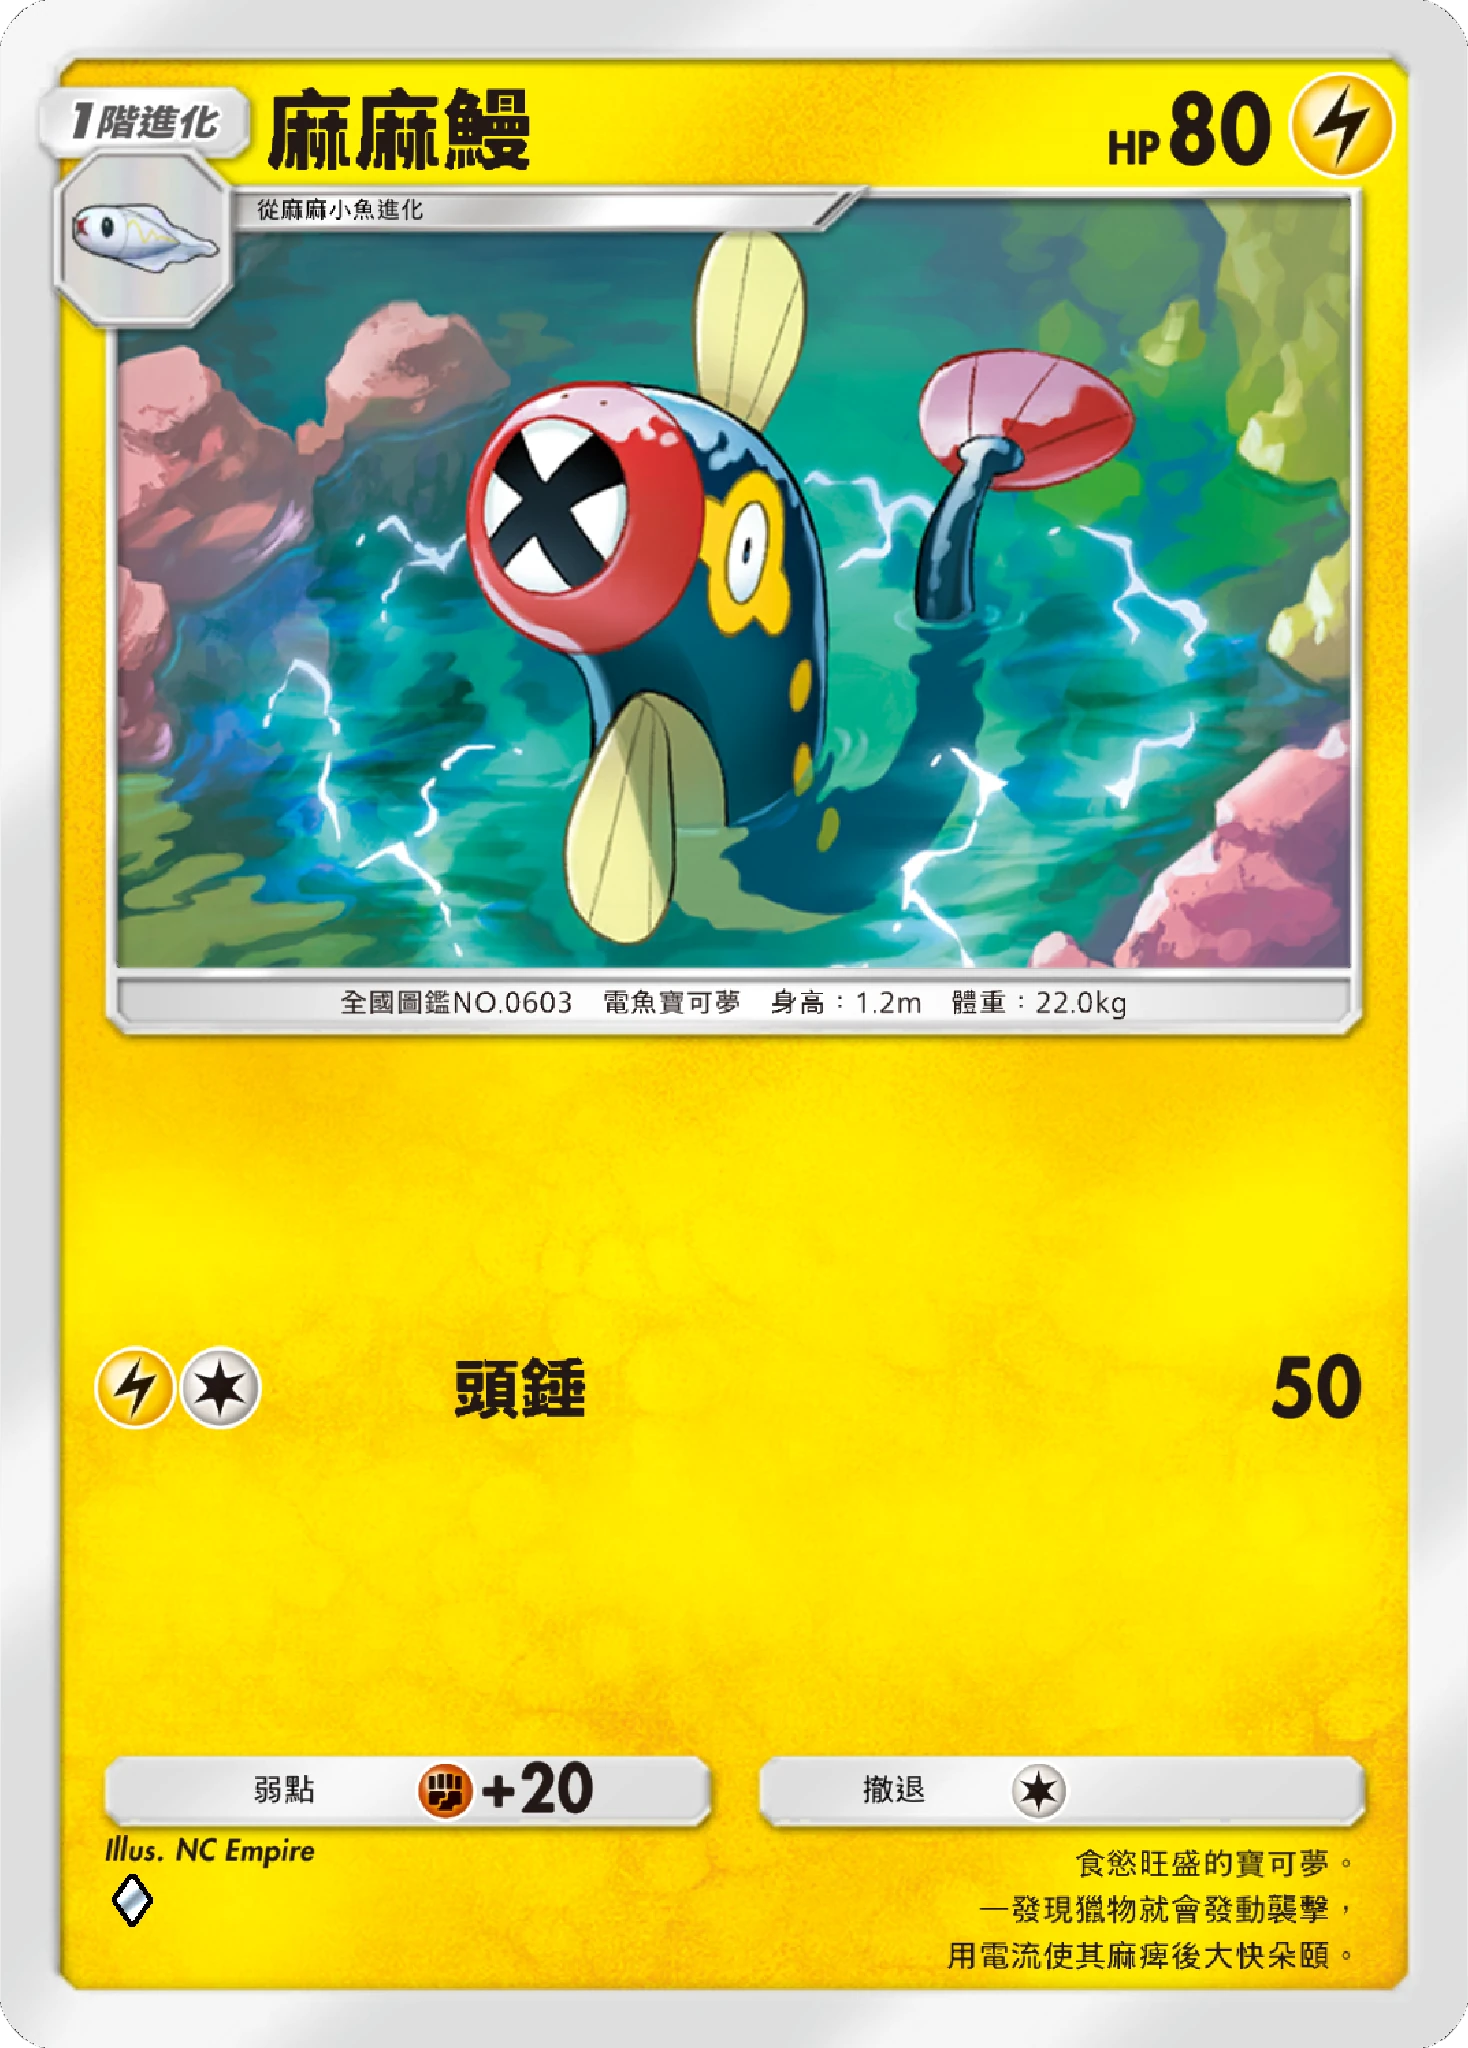 1階進化
麻麻鰻
HP 80
從麻麻小魚進化
全國圖鑑NO.0603 電魚寶可夢 身高：1.2m 體重：22.0kg
頭錘 50
弱點 +20
撤退
Illus. NC Empire
食慾旺盛的寶可夢。
一發現獵物就會發動襲擊，
用電流使其麻痺後大快朵頤。